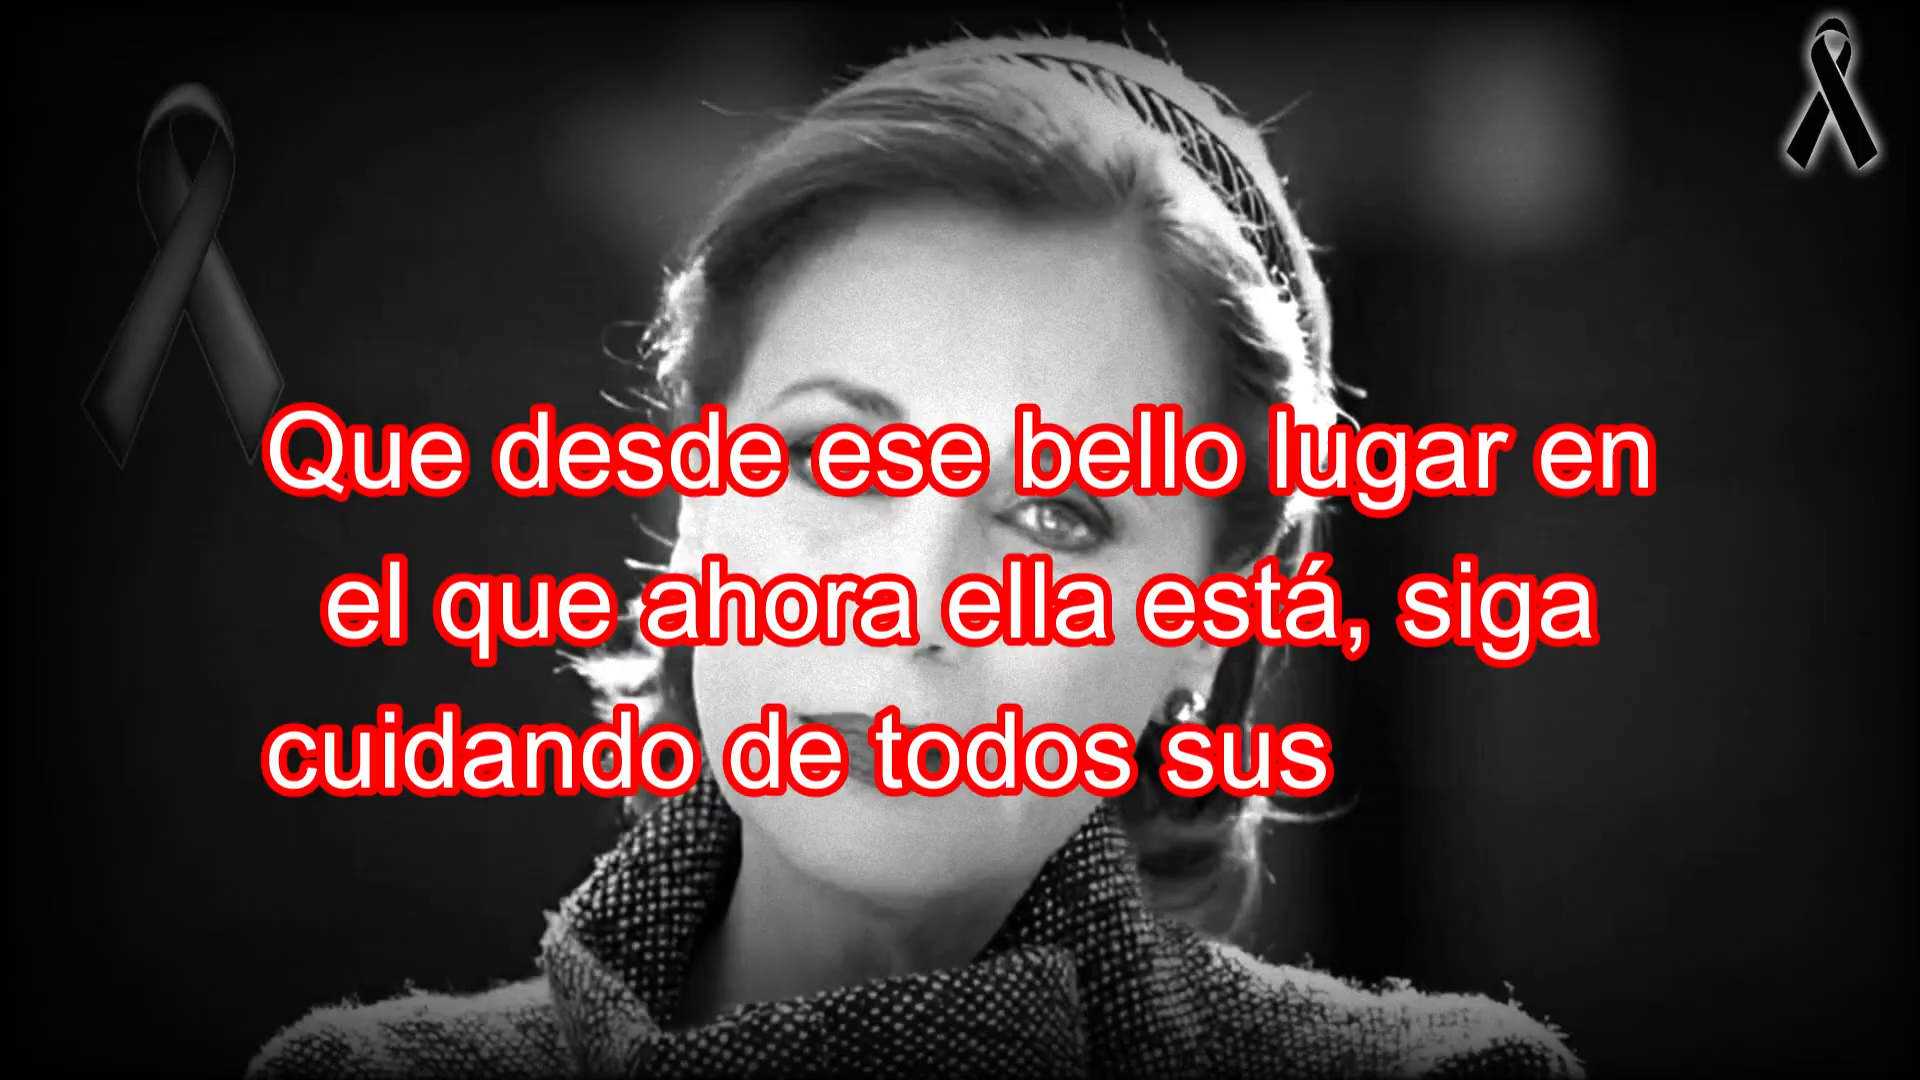 Que desde ese bello lugar en
el que ahora ella está, siga
cuidando de todos sus